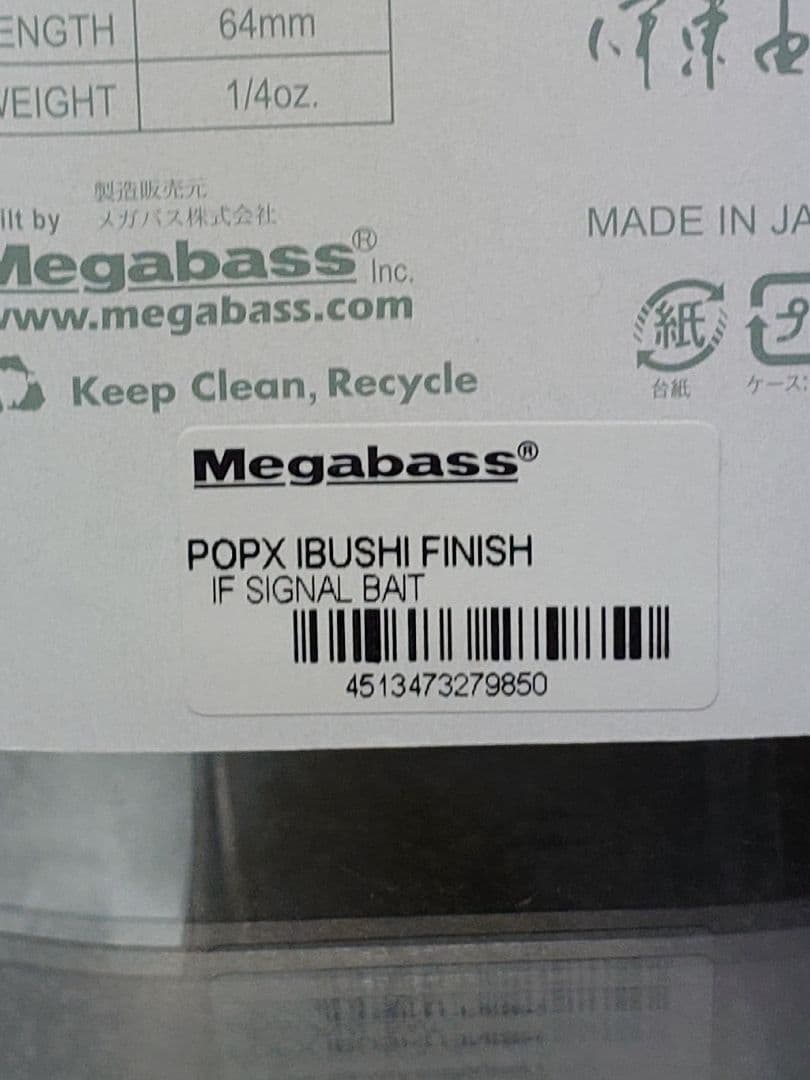 ENGTH 64mm
WEIGHT 1/4oz.
製造販売元
ilt by メガバス株式会社
Megabass® Inc.
www.megabass.com
MADE IN JA
紙
台紙
プ
ケース:
Keep Clean, Recycle
Megabass®
POPX IBUSHI FINISH
IF SIGNAL BAIT
4513473279850